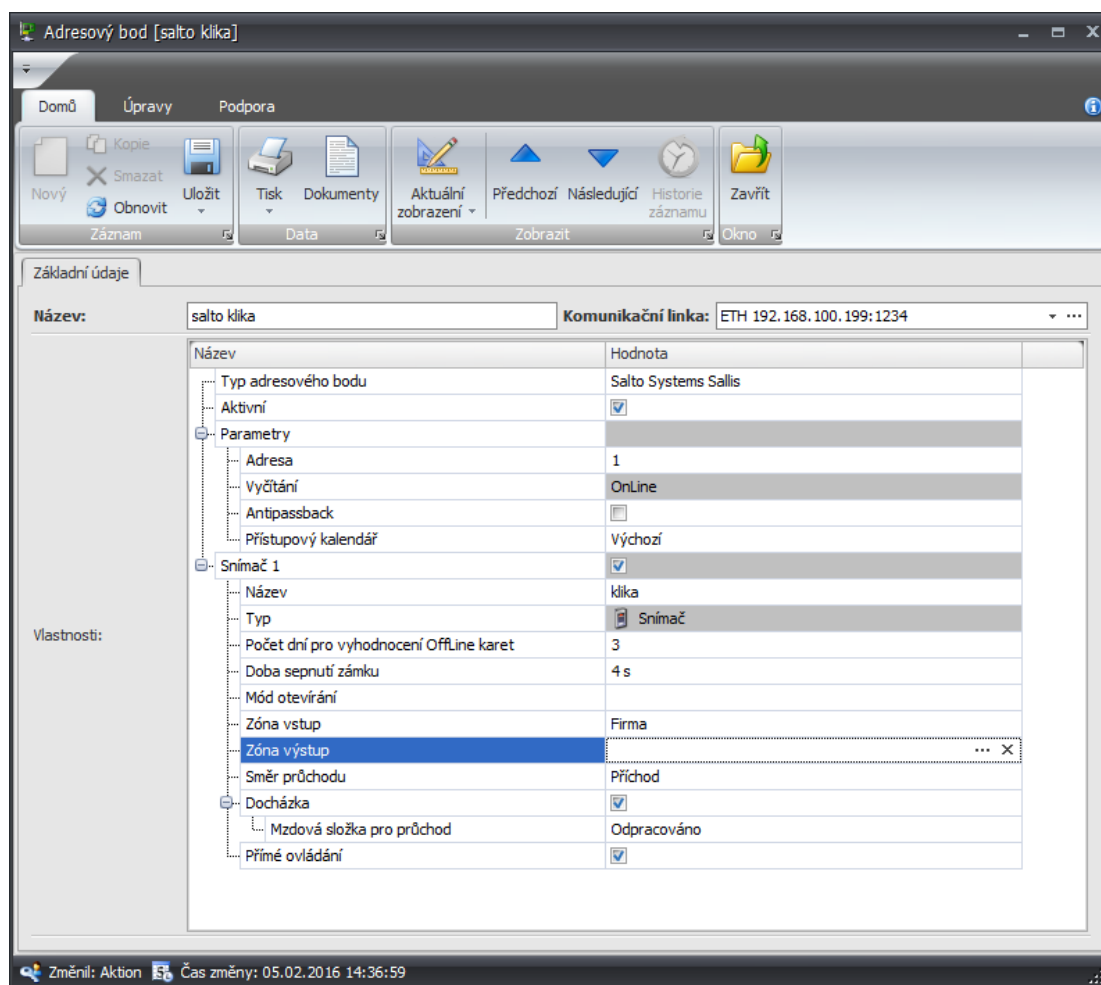 Adresový bod [salto klika]
Domů Úpravy Podpora
Nový
Kopie
Smazat
Obnovit
Uložit
Tisk
Dokumenty
Aktuální zobrazení
Předchozí
Následující
Historie záznamu
Zavřít
Záznam Data Zobrazit Okno
Základní údaje
Název: salto klika Komunikační linka: ETH 192.168.100.199:1234 ...
Vlastnosti:
Název Hodnota
Typ adresového bodu Salto Systems Sallis
Aktivní
Parametry
Adresa 1
Vyčítání OnLine
Antipassback
Přístupový kalendář Výchozí
Snímač 1
Název klika
Typ Snímač
Počet dní pro vyhodnocení OffLine karet 3
Doba sepnutí zámku 4 s
Mód otevírání
Zóna vstup Firma
Zóna výstup ...
Směr průchodu Příchod
Docházka
Mzdová složka pro průchod Odpracováno
Přímé ovládání
Změnil: Aktion Čas změny: 05.02.2016 14:36:59